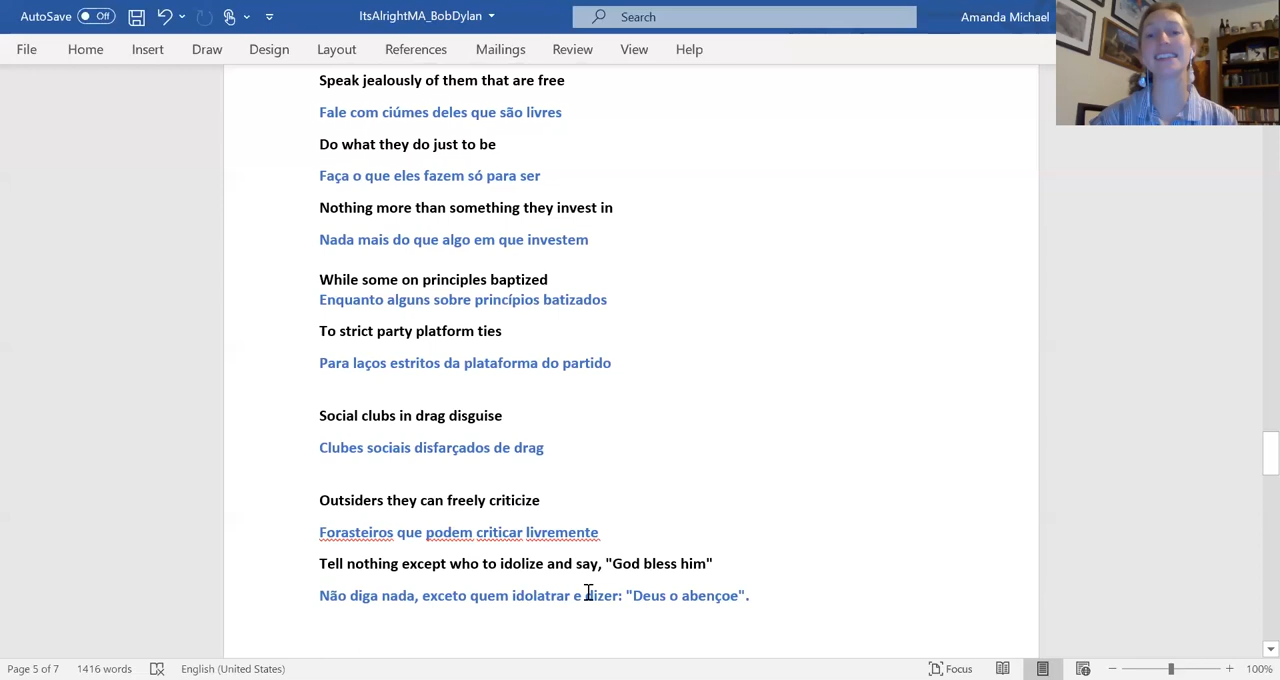 AutoSave Off ItsAlrightMA_BobDylan Search Amanda Michael
File Home Insert Draw Design Layout References Mailings Review View Help
Speak jealously of them that are free
Fale com ciúmes deles que são livres
Do what they do just to be
Faça o que eles fazem só para ser
Nothing more than something they invest in
Nada mais do que algo em que investem
While some on principles baptized
Enquanto alguns sobre princípios batizados
To strict party platform ties
Para laços estritos da plataforma do partido
Social clubs in drag disguise
Clubes sociais disfarçados de drag
Outsiders they can freely criticize
Forasteiros que podem criticar livremente
Tell nothing except who to idolize and say, "God bless him"
Não diga nada, exceto quem idolatrar e dizer: "Deus o abençoe".
Page 5 of 7 1416 words English (United States) Focus 100%